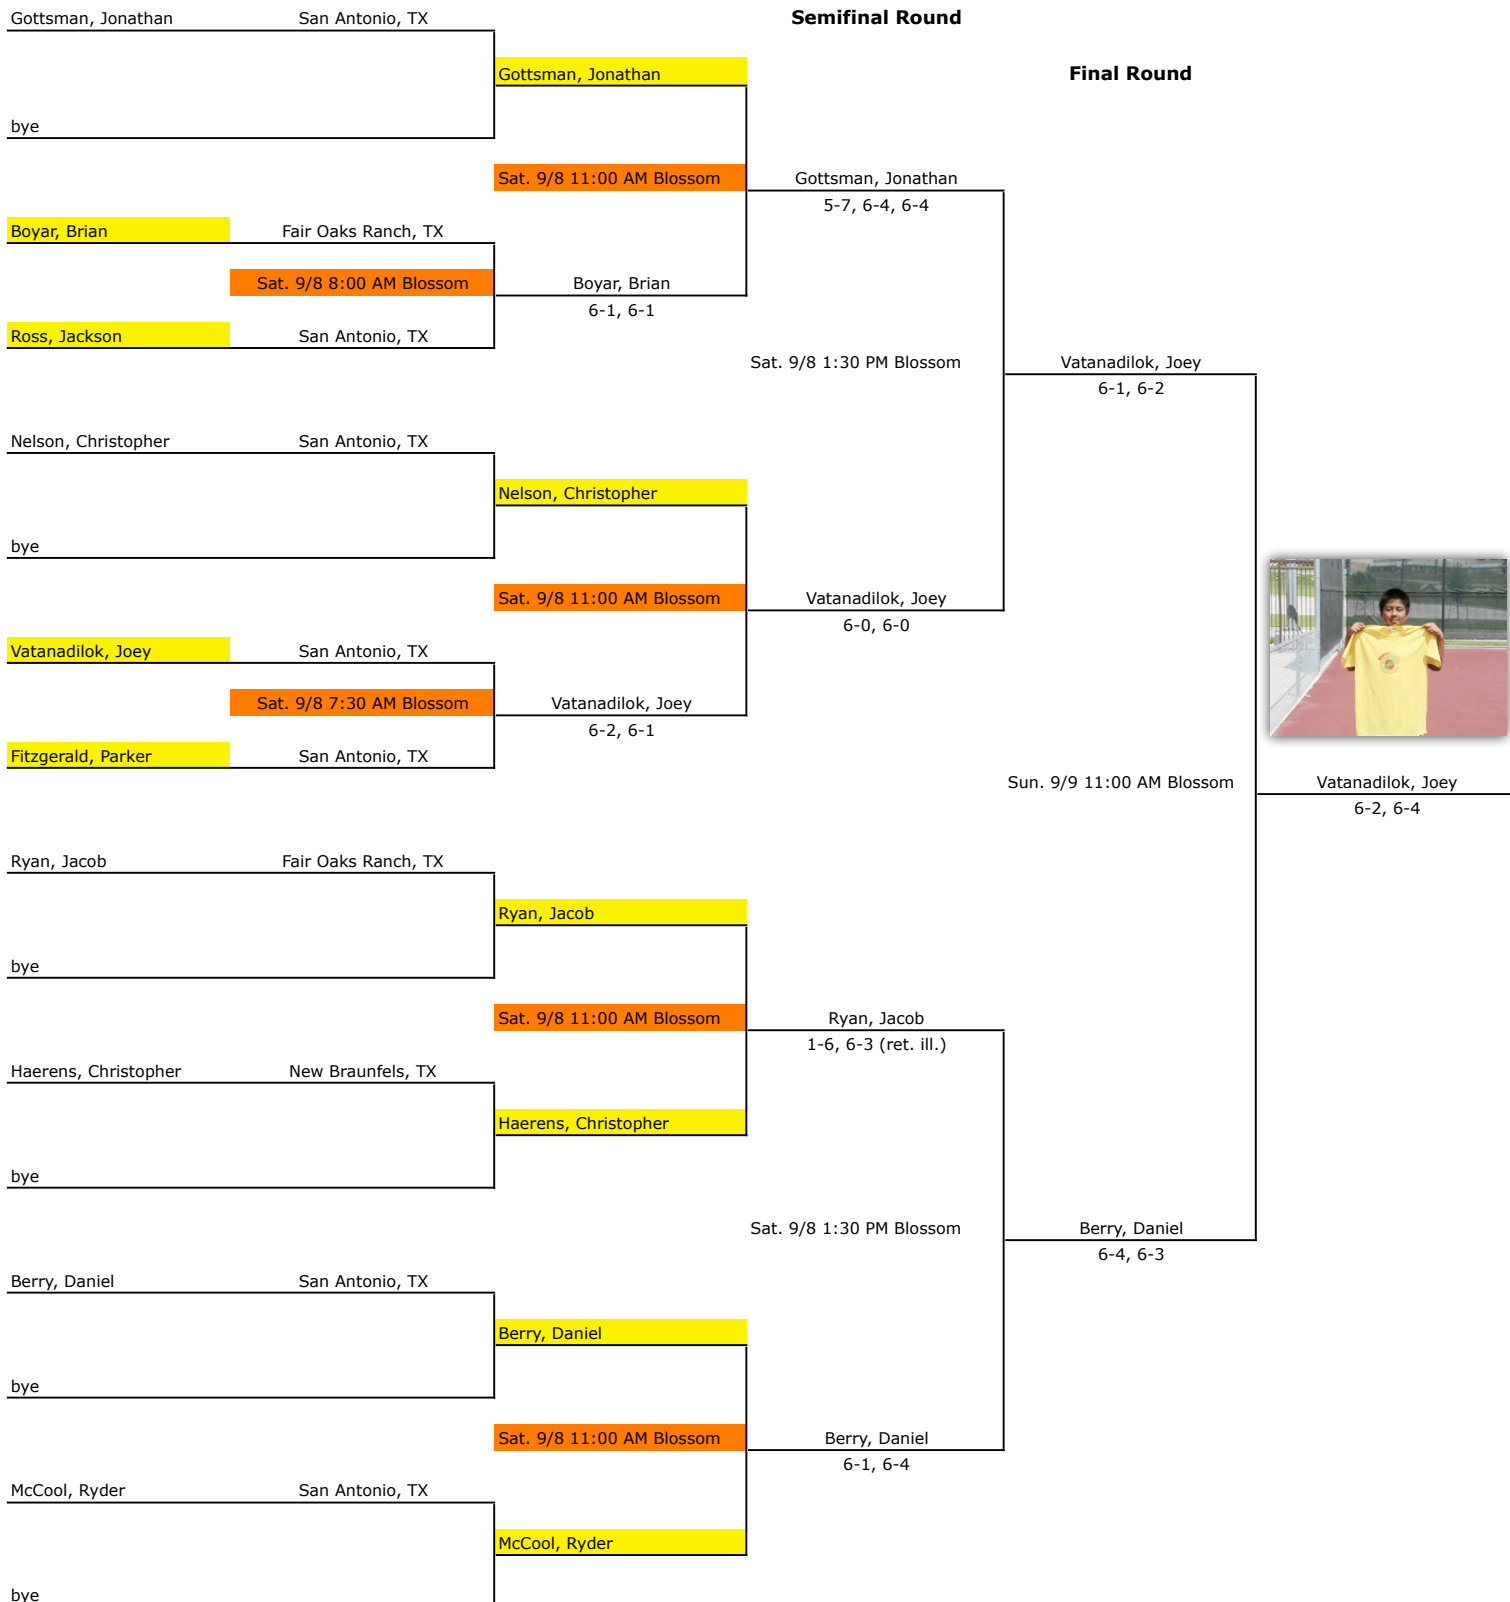 Gottsman, Jonathan San Antonio, TX Semifinal Round
Gottsman, Jonathan Final Round
bye
Sat. 9/8 11:00 AM Blossom Gottsman, Jonathan
5-7, 6-4, 6-4
Boyar, Brian Fair Oaks Ranch, TX
Sat. 9/8 8:00 AM Blossom Boyar, Brian
6-1, 6-1
Ross, Jackson San Antonio, TX
Sat. 9/8 1:30 PM Blossom Vatanadilok, Joey
6-1, 6-2
Nelson, Christopher San Antonio, TX
Nelson, Christopher
bye
Sat. 9/8 11:00 AM Blossom Vatanadilok, Joey
6-0, 6-0
Vatanadilok, Joey San Antonio, TX
Sat. 9/8 7:30 AM Blossom Vatanadilok, Joey
6-2, 6-1
Fitzgerald, Parker San Antonio, TX
Sun. 9/9 11:00 AM Blossom Vatanadilok, Joey
6-2, 6-4
Ryan, Jacob Fair Oaks Ranch, TX
Ryan, Jacob
bye
Sat. 9/8 11:00 AM Blossom Ryan, Jacob
1-6, 6-3 (ret. ill.)
Haerens, Christopher New Braunfels, TX
Haerens, Christopher
bye
Sat. 9/8 1:30 PM Blossom Berry, Daniel
6-4, 6-3
Berry, Daniel San Antonio, TX
Berry, Daniel
bye
Sat. 9/8 11:00 AM Blossom Berry, Daniel
6-1, 6-4
McCool, Ryder San Antonio, TX
McCool, Ryder
bye